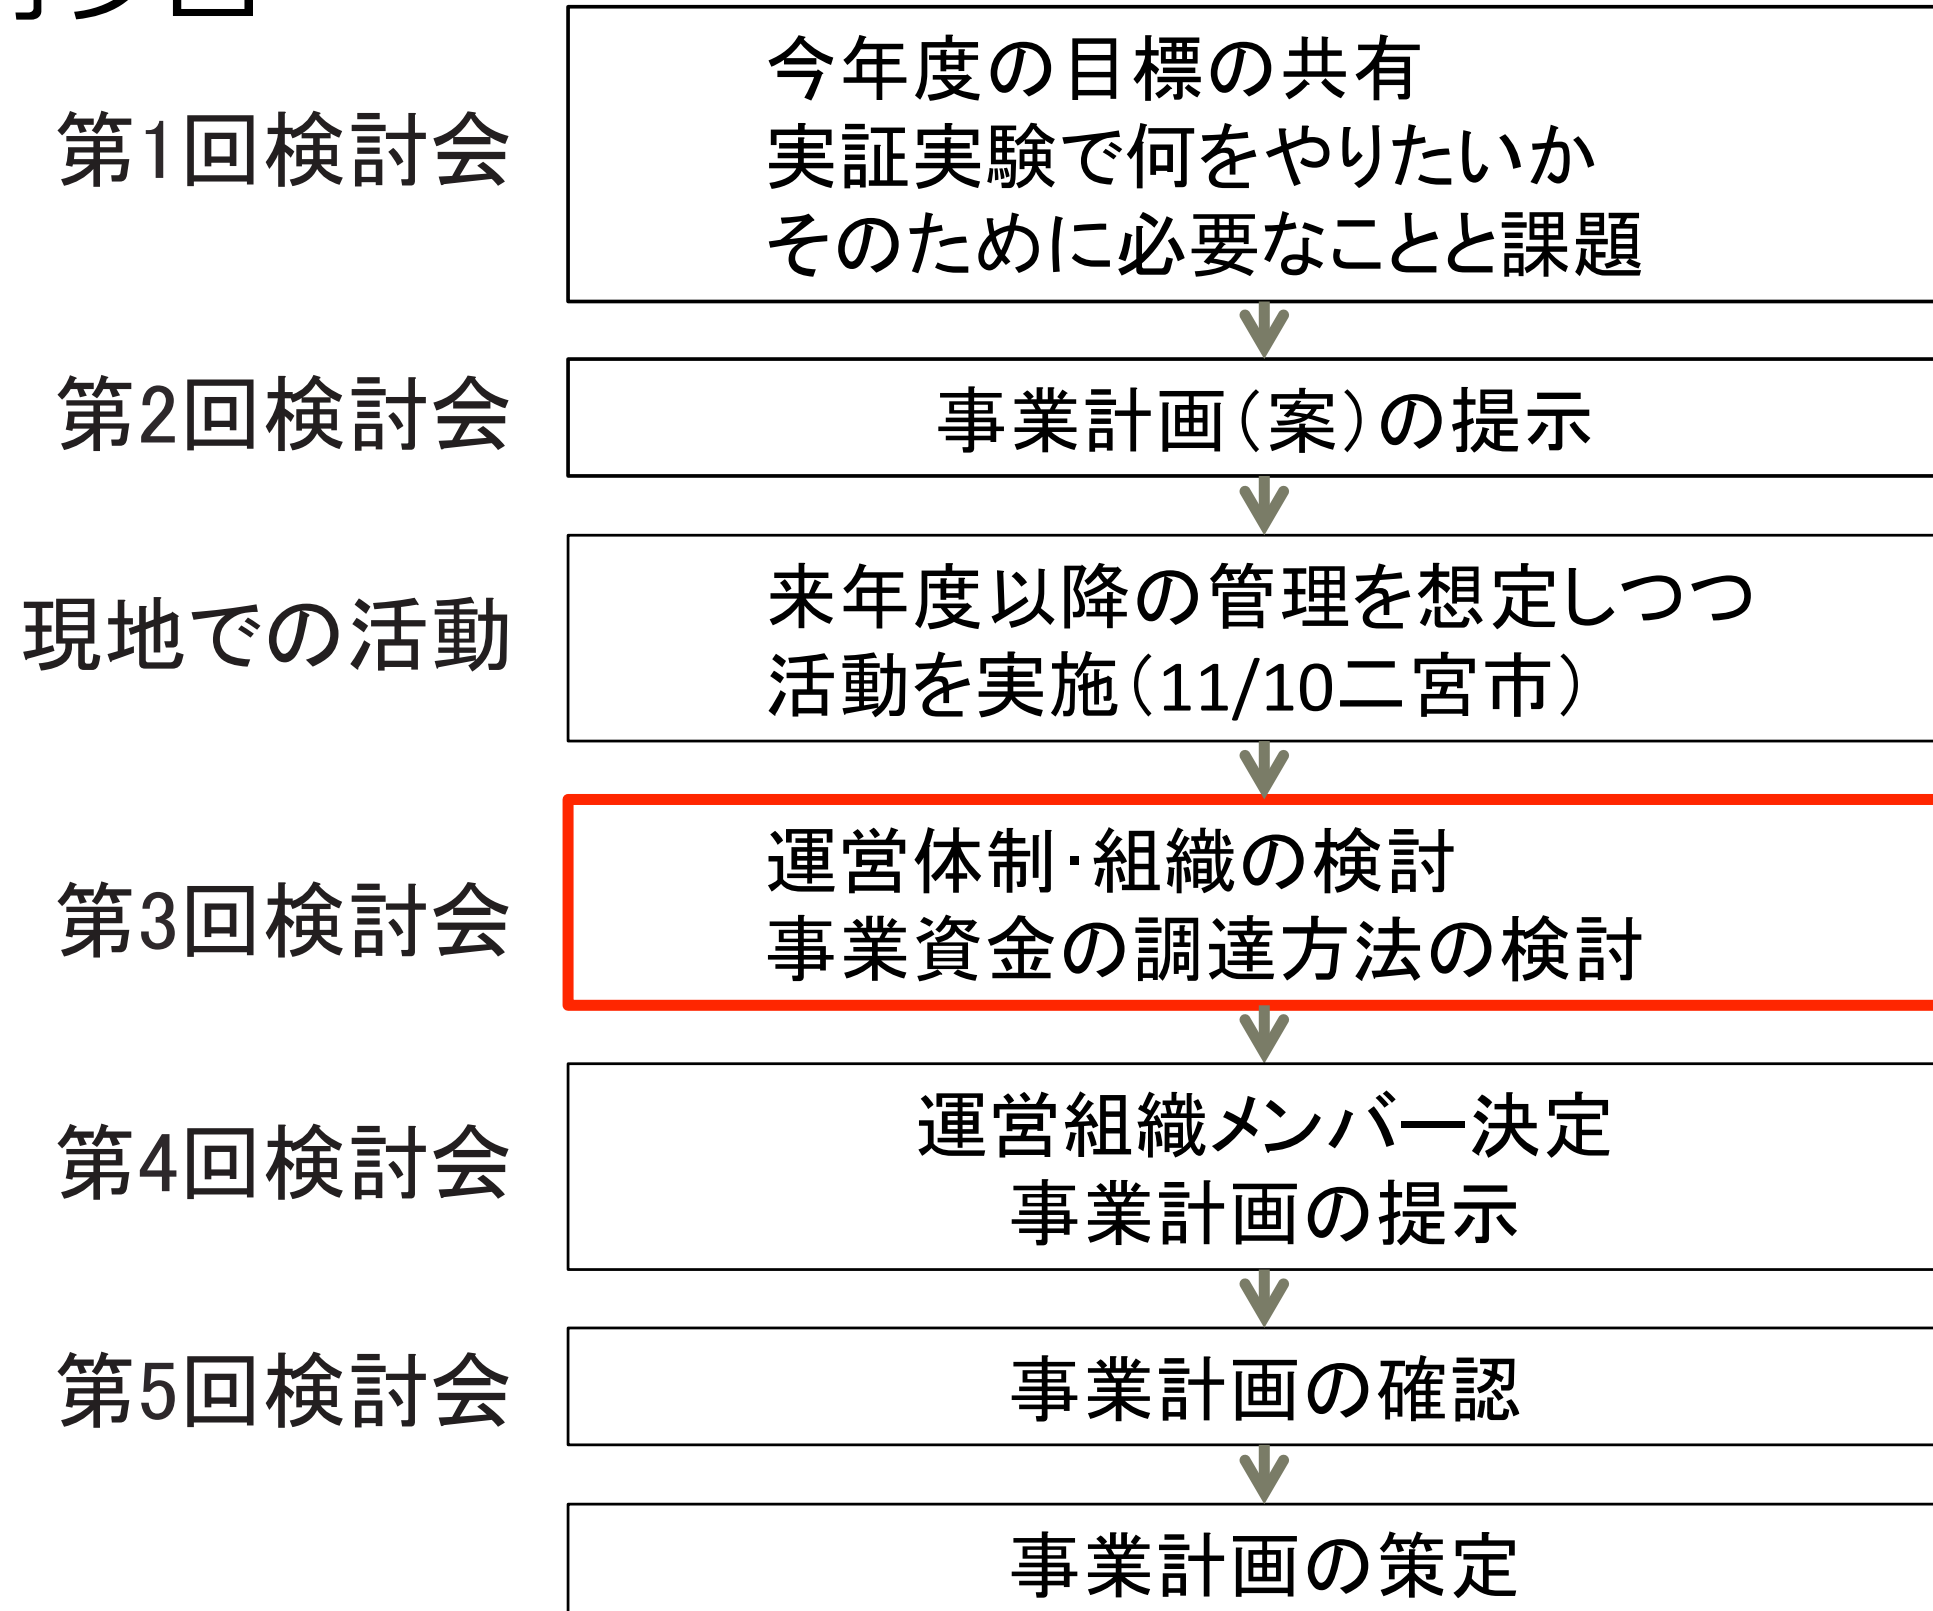 第1回検討会
今年度の目標の共有
実証実験で何をやりたいか
そのために必要なことと課題
第2回検討会
事業計画（案）の提示
現地での活動
来年度以降の管理を想定しつつ
活動を実施（11/10二宮市）
第3回検討会
運営体制・組織の検討
事業資金の調達方法の検討
第4回検討会
運営組織メンバー決定
事業計画の提示
第5回検討会
事業計画の確認
事業計画の策定